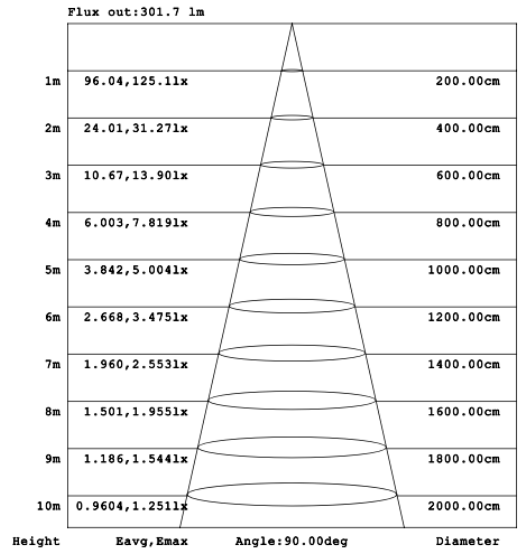 Flux out:301.7 lm
1m 96.04,125.1lx 200.00cm
2m 24.01,31.27lx 400.00cm
3m 10.67,13.90lx 600.00cm
4m 6.003,7.819lx 800.00cm
5m 3.842,5.004lx 1000.00cm
6m 2.668,3.475lx 1200.00cm
7m 1.960,2.553lx 1400.00cm
8m 1.501,1.955lx 1600.00cm
9m 1.186,1.544lx 1800.00cm
10m 0.9604,1.251lx 2000.00cm
Height Eavg,Emax Angle:90.00deg Diameter